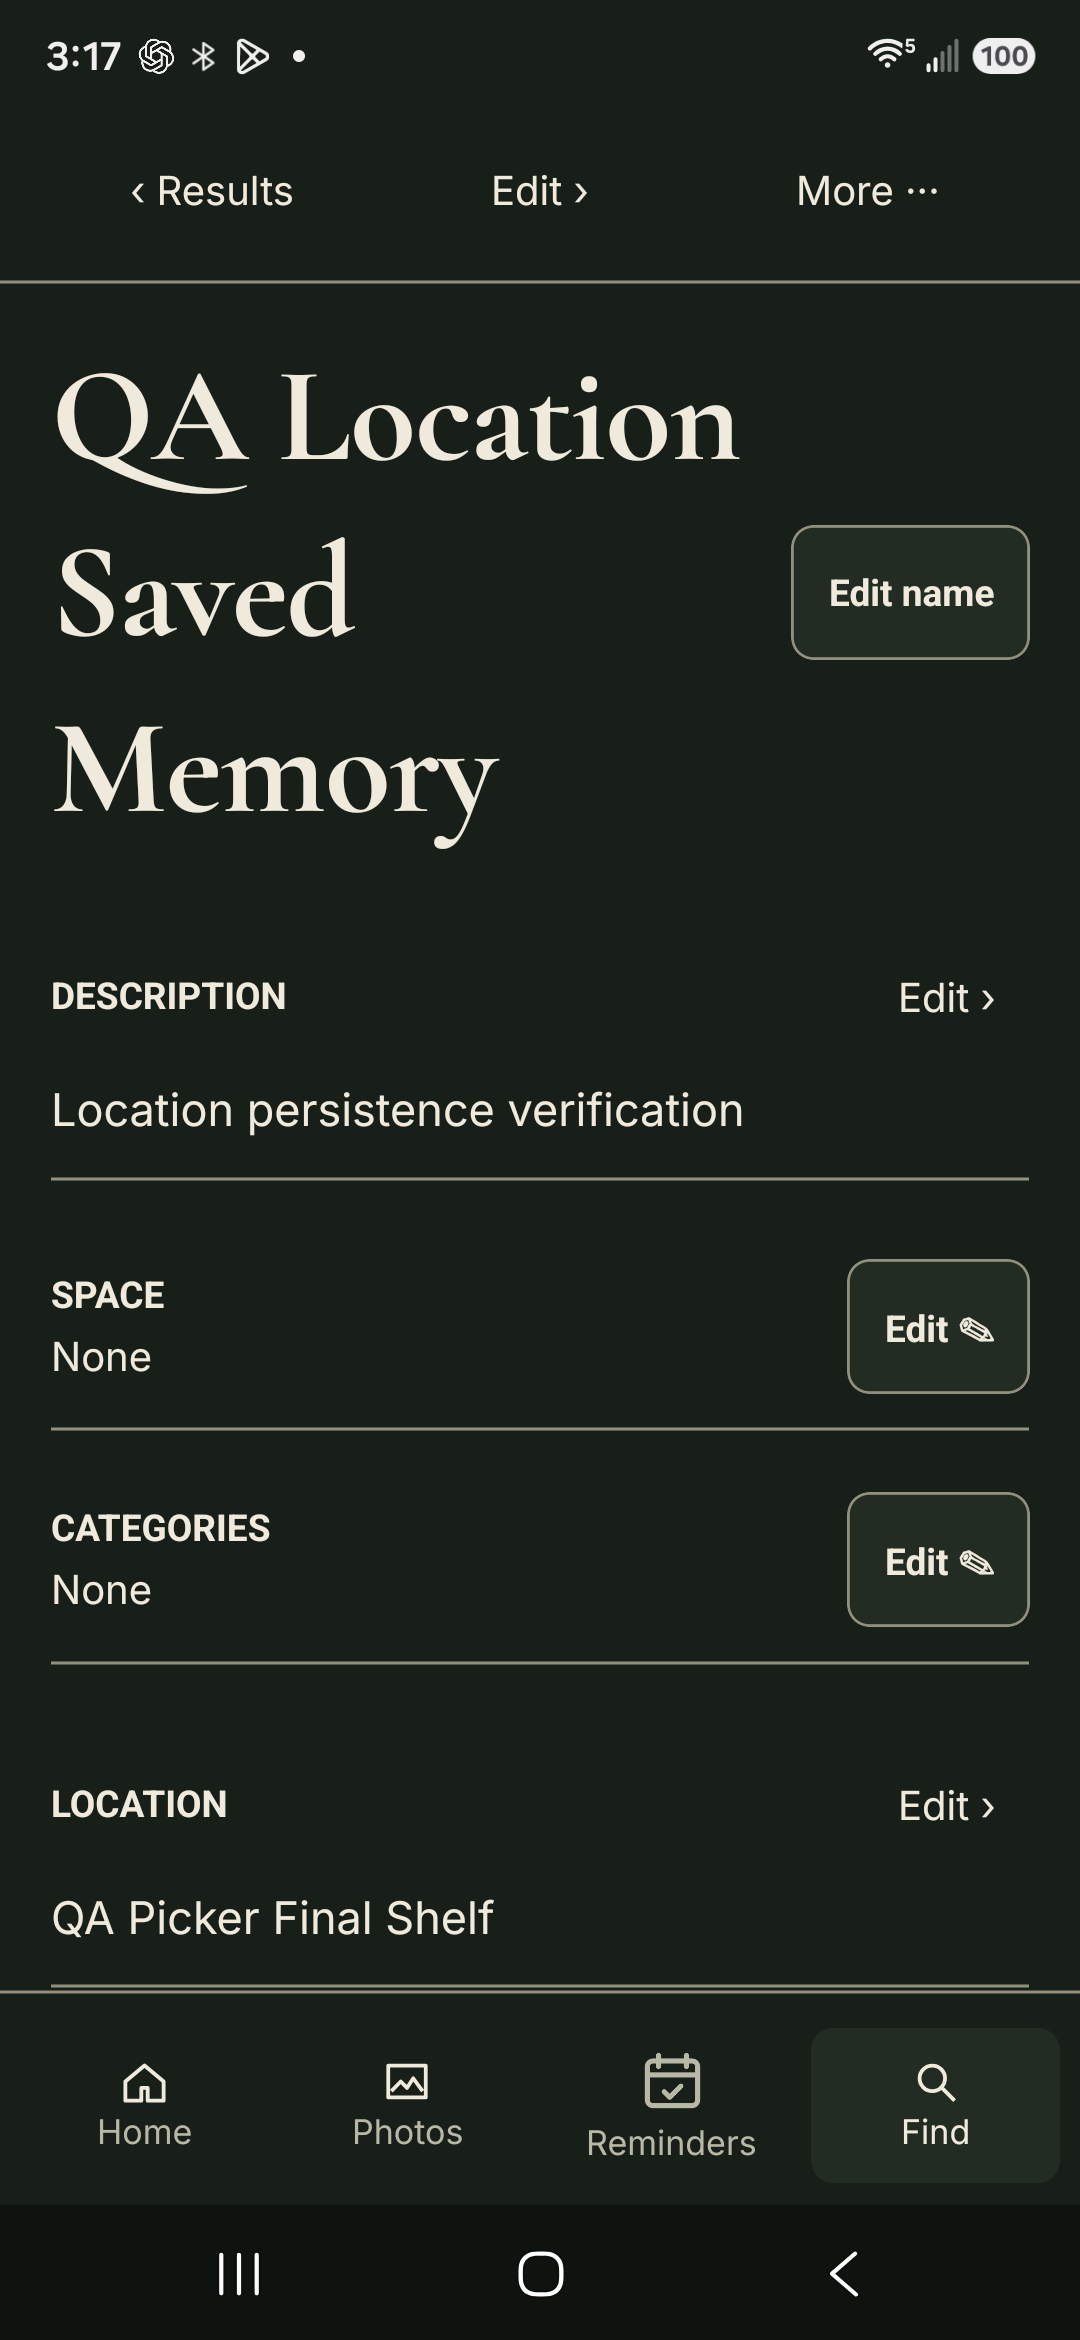 3:17
5
100
‹ Results
Edit ›
More ···
QA Location
Saved
Memory
Edit name
DESCRIPTION
Edit ›
Location persistence verification
SPACE
None
Edit ✎
CATEGORIES
None
Edit ✎
LOCATION
Edit ›
QA Picker Final Shelf
Home
Photos
Reminders
Find